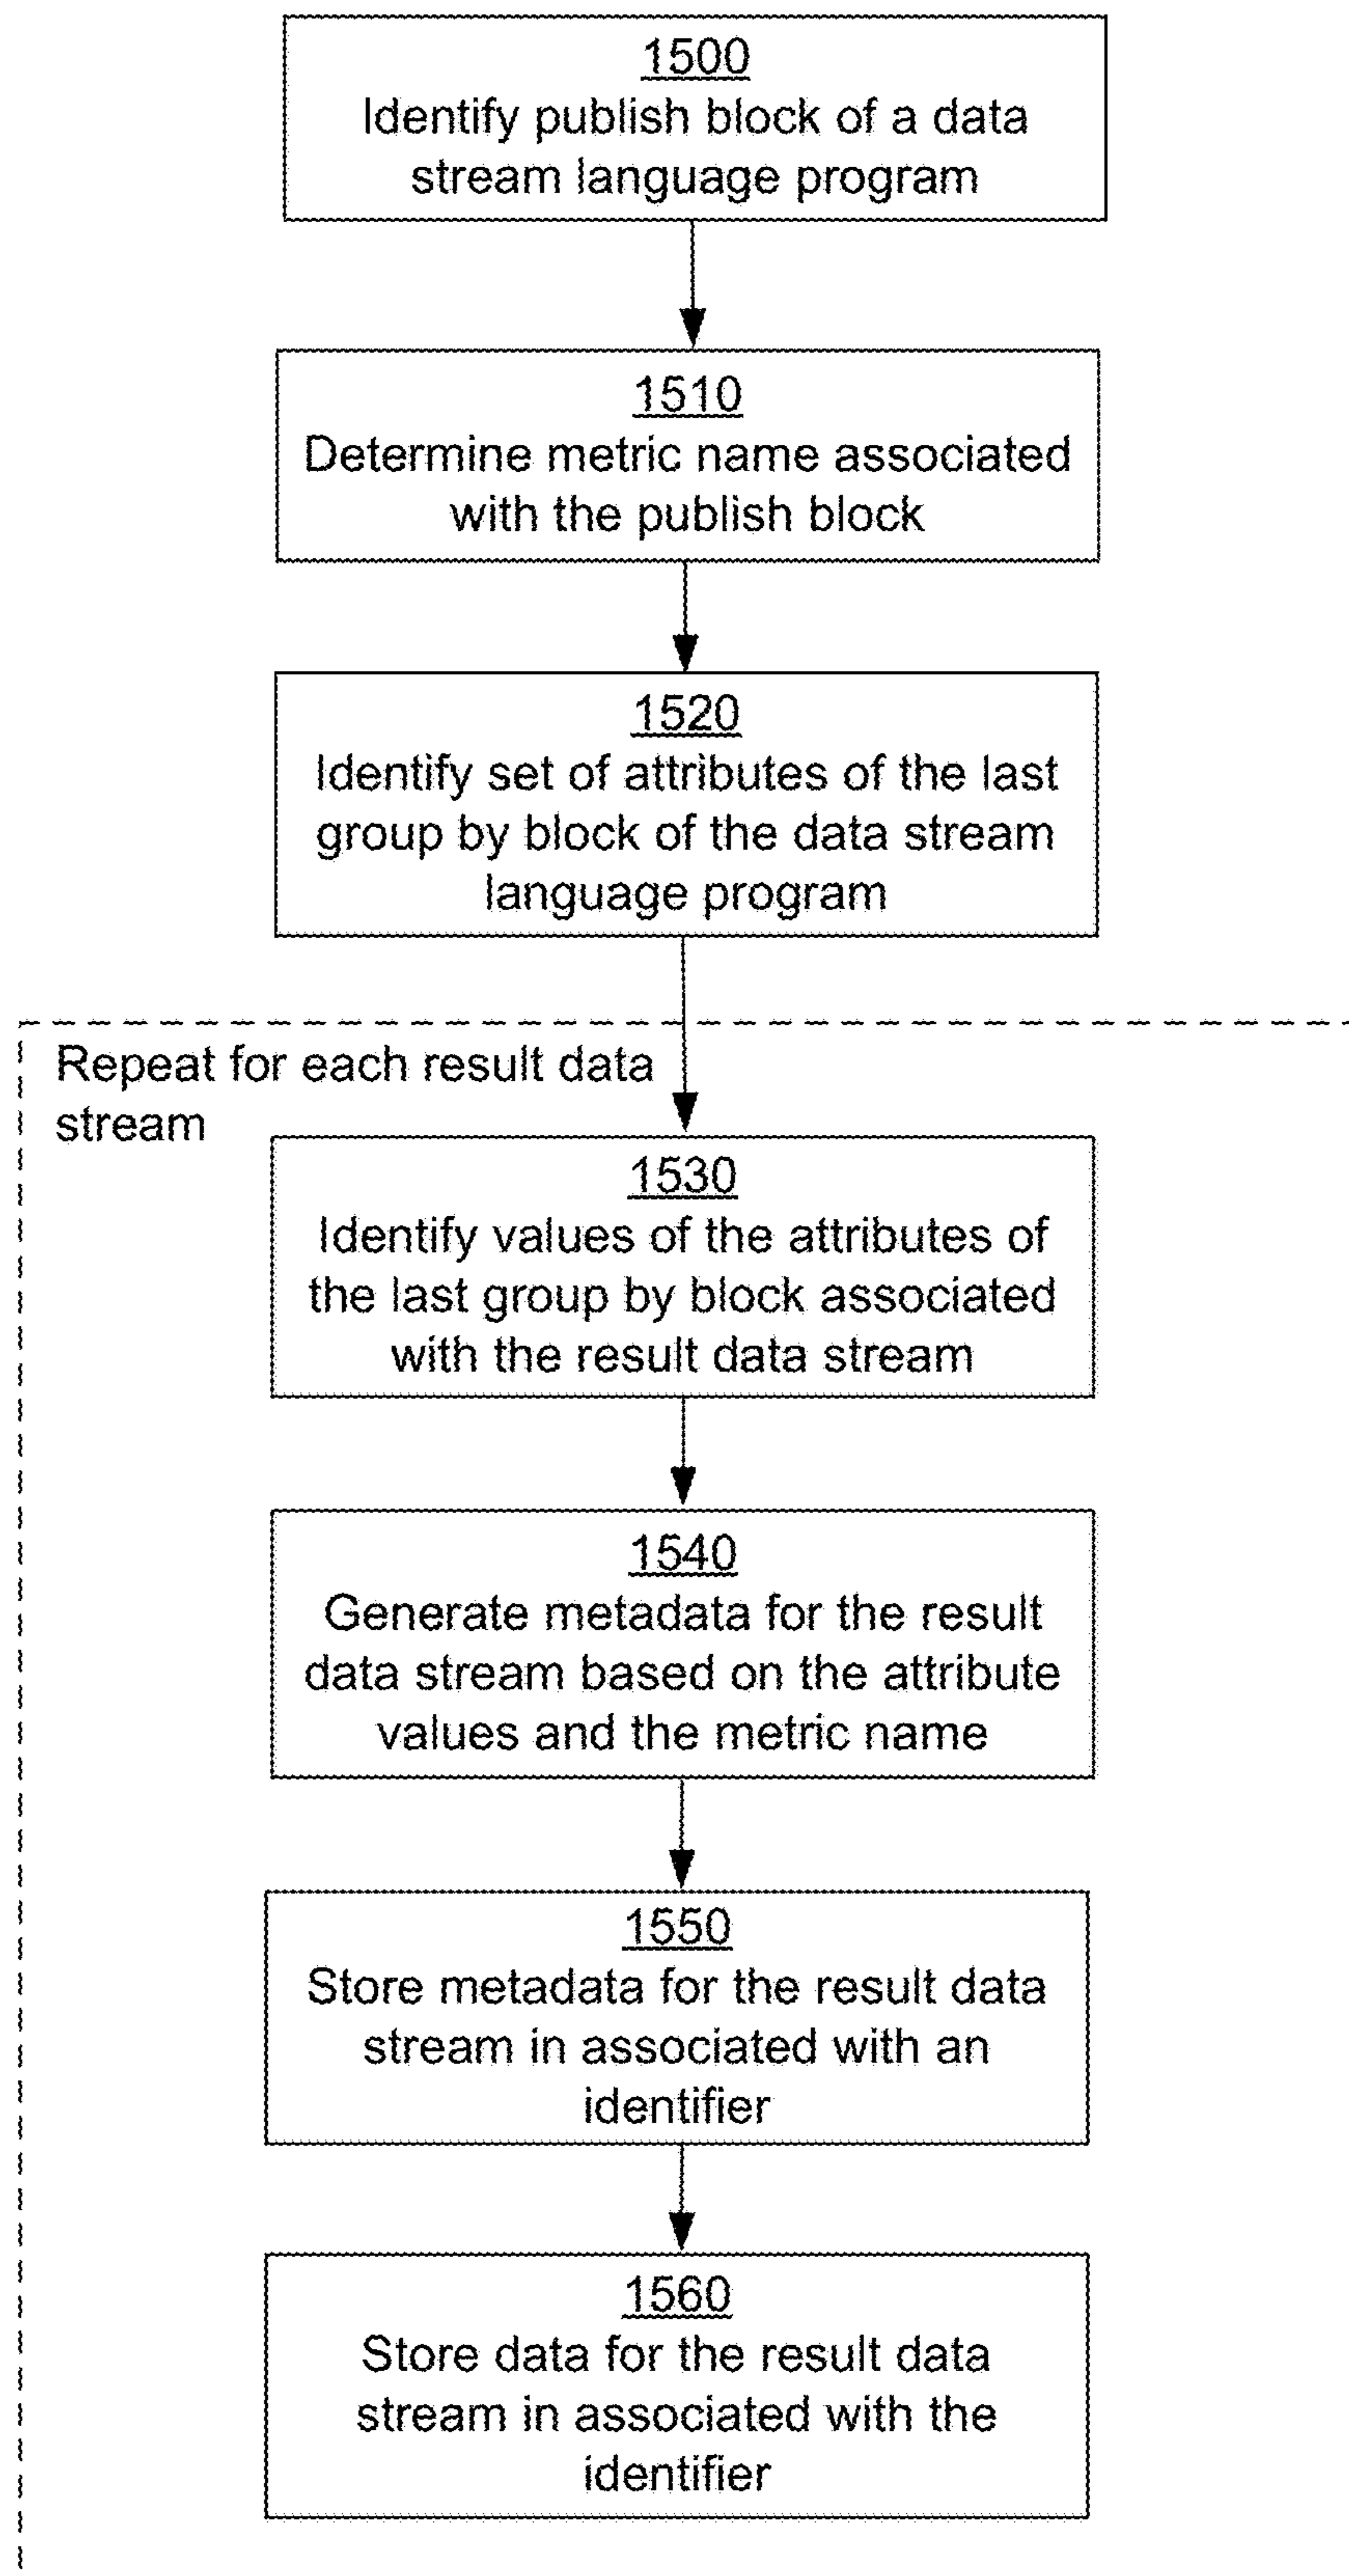 1500
Identify publish block of a data
stream language program
1510
Determine metric name associated
with the publish block
1520
Identify set of attributes of the last
group by block of the data stream
language program
Repeat for each result data
stream
1530
Identify values of the attributes of
the last group by block associated
with the result data stream
1540
Generate metadata for the result
data stream based on the attribute
values and the metric name
1550
Store metadata for the result data
stream in associated with an
identifier
1560
Store data for the result data
stream in associated with the
identifier